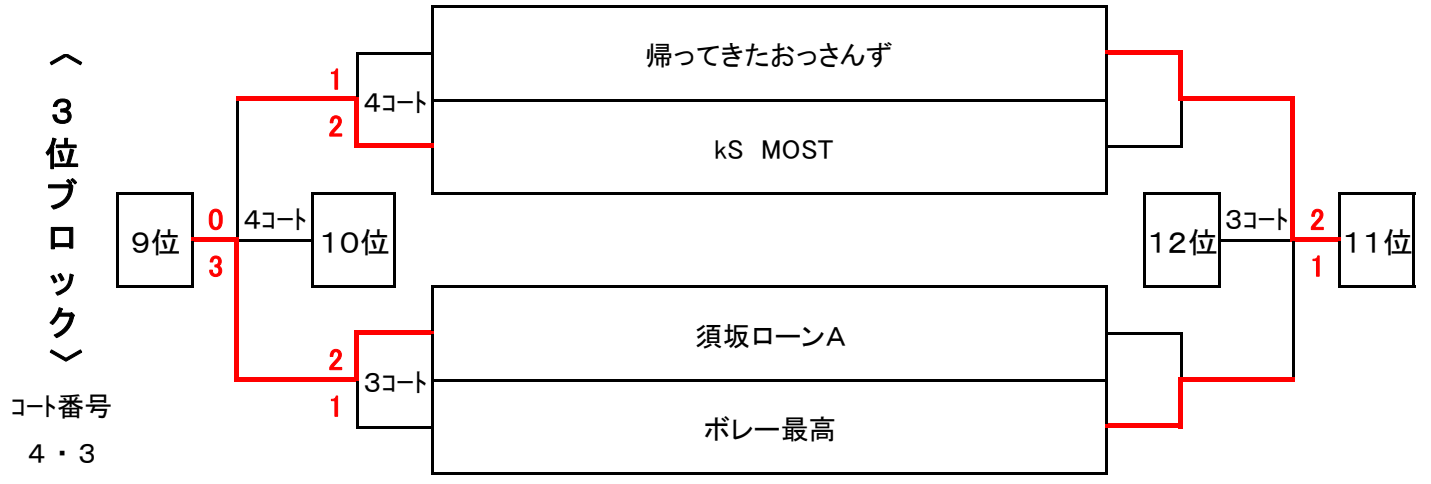 〈３位ブロック〉
コート番号
４・３
帰ってきたおっさんず
kS MOST
須坂ローンA
ボレー最高
1
4コート
2
0
9位
4コート
10位
3
2
3コート
1
12位
3コート
2
11位
1